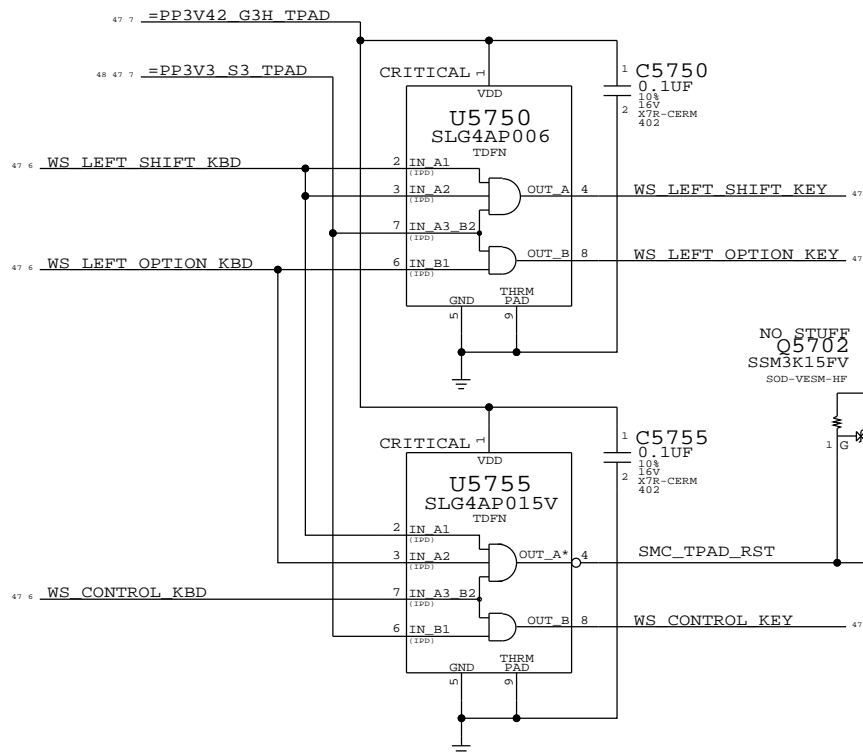 47 7 =PP3V42_G3H_TPAD
48 47 7 =PP3V3_S3_TPAD
CRITICAL 1
VDD
U5750
SLG4AP006
TDFN
1 C5750
0.1UF
10%
16V
2 X7R-CERM
402
47 6 WS_LEFT_SHIFT_KBD
2 IN_A1
(IPD)
3 IN_A2
(IPD)
OUT_A 4 WS_LEFT_SHIFT_KEY 47
7 IN_A3_B2
(IPD)
OUT_B 8 WS_LEFT_OPTION_KEY 47
47 6 WS_LEFT_OPTION_KBD
6 IN_B1
(IPD)
THRM
GND PAD
5 9
NO STUFF
Q5702
SSM3K15FV
SOD-VESM-HF
1 G
CRITICAL 1
VDD
U5755
SLG4AP015V
TDFN
1 C5755
0.1UF
10%
16V
2 X7R-CERM
402
2 IN_A1
(IPD)
3 IN_A2
(IPD)
OUT_A* 4 SMC_TPAD_RST
47 6 WS_CONTROL_KBD
7 IN_A3_B2
(IPD)
OUT_B 8 WS_CONTROL_KEY 47
6 IN_B1
(IPD)
THRM
GND PAD
5 9